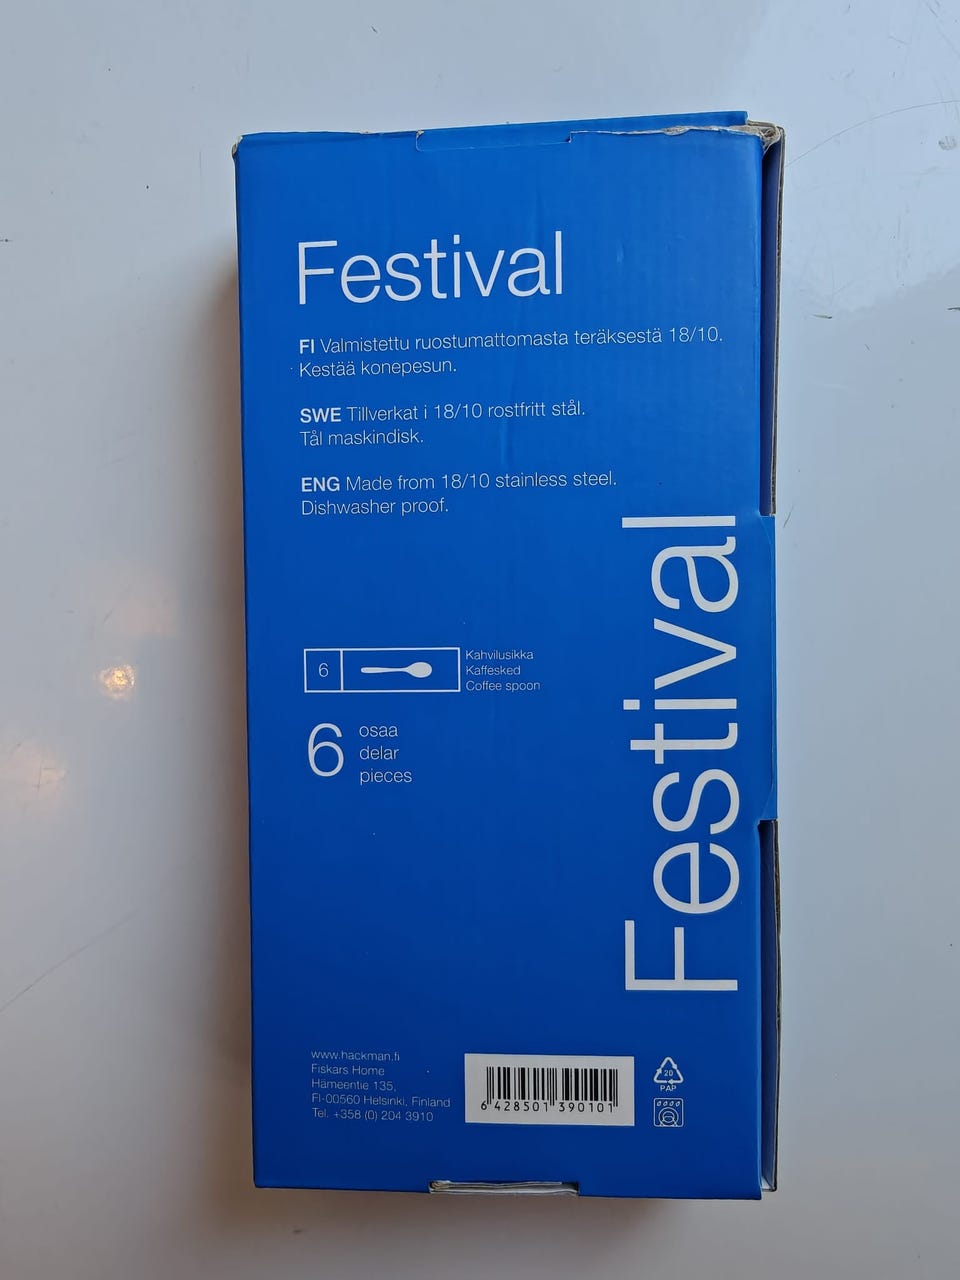 Festival
FI Valmistettu ruostumattomasta teräksestä 18/10.
Kestää konepesun.
SWE Tillverkat i 18/10 rostfritt stål.
Tål maskindisk.
ENG Made from 18/10 stainless steel.
Dishwasher proof.
Festival
6
Kahvilusikka
Kaffesked
Coffee spoon
6
osaa
delar
pieces
www.hackman.fi
Fiskars Home
Hämeentie 135,
FI-00560 Helsinki, Finland
Tel. +358 (0) 204 3910
6 428501 390101
20
PAP